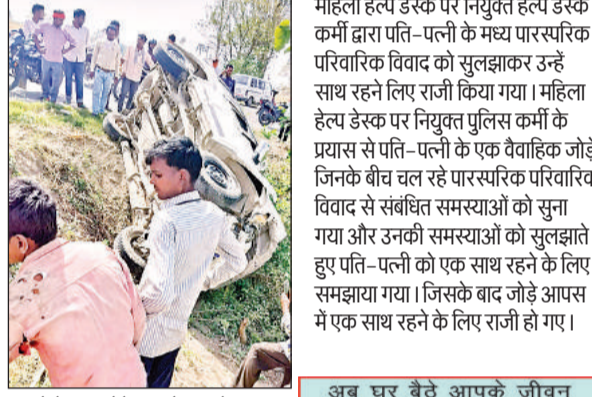 महिला हेल्प डेस्क पर नियुक्त हेल्प डेस्क
कर्मी द्वारा पति-पत्नी के मध्य पारस्परिक
परिवारिक विवाद को सुलझाकर उन्हें
साथ रहने लिए राजी किया गया। महिला
हेल्प डेस्क पर नियुक्त पुलिस कर्मी के
प्रयास से पति-पत्नी के एक वैवाहिक जोड़े
जिनके बीच चल रहे पारस्परिक परिवारिक
विवाद से संबंधित समस्याओं को सुना
गया और उनकी समस्याओं को सुलझाते
हुए पति-पत्नी को एक साथ रहने के लिए
समझाया गया। जिसके बाद जोड़े आपस
में एक साथ रहने के लिए राजी हो गए।
अब घर बैठे आपके जीवन